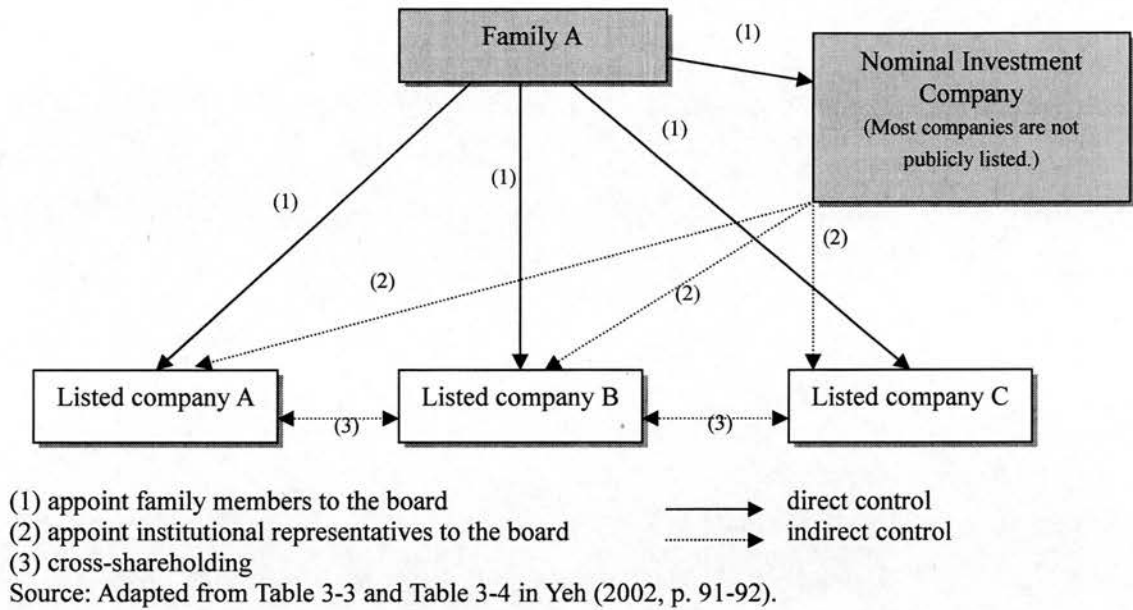 Family A
(1)
Nominal Investment
Company
(Most companies are not
publicly listed.)
(1)
(1)
(1)
(2)
(2)
(2)
Listed company A
Listed company B
Listed company C
(3)
(3)
(1) appoint family members to the board
direct control
(2) appoint institutional representatives to the board
indirect control
(3) cross-shareholding
Source: Adapted from Table 3-3 and Table 3-4 in Yeh (2002, p. 91-92).